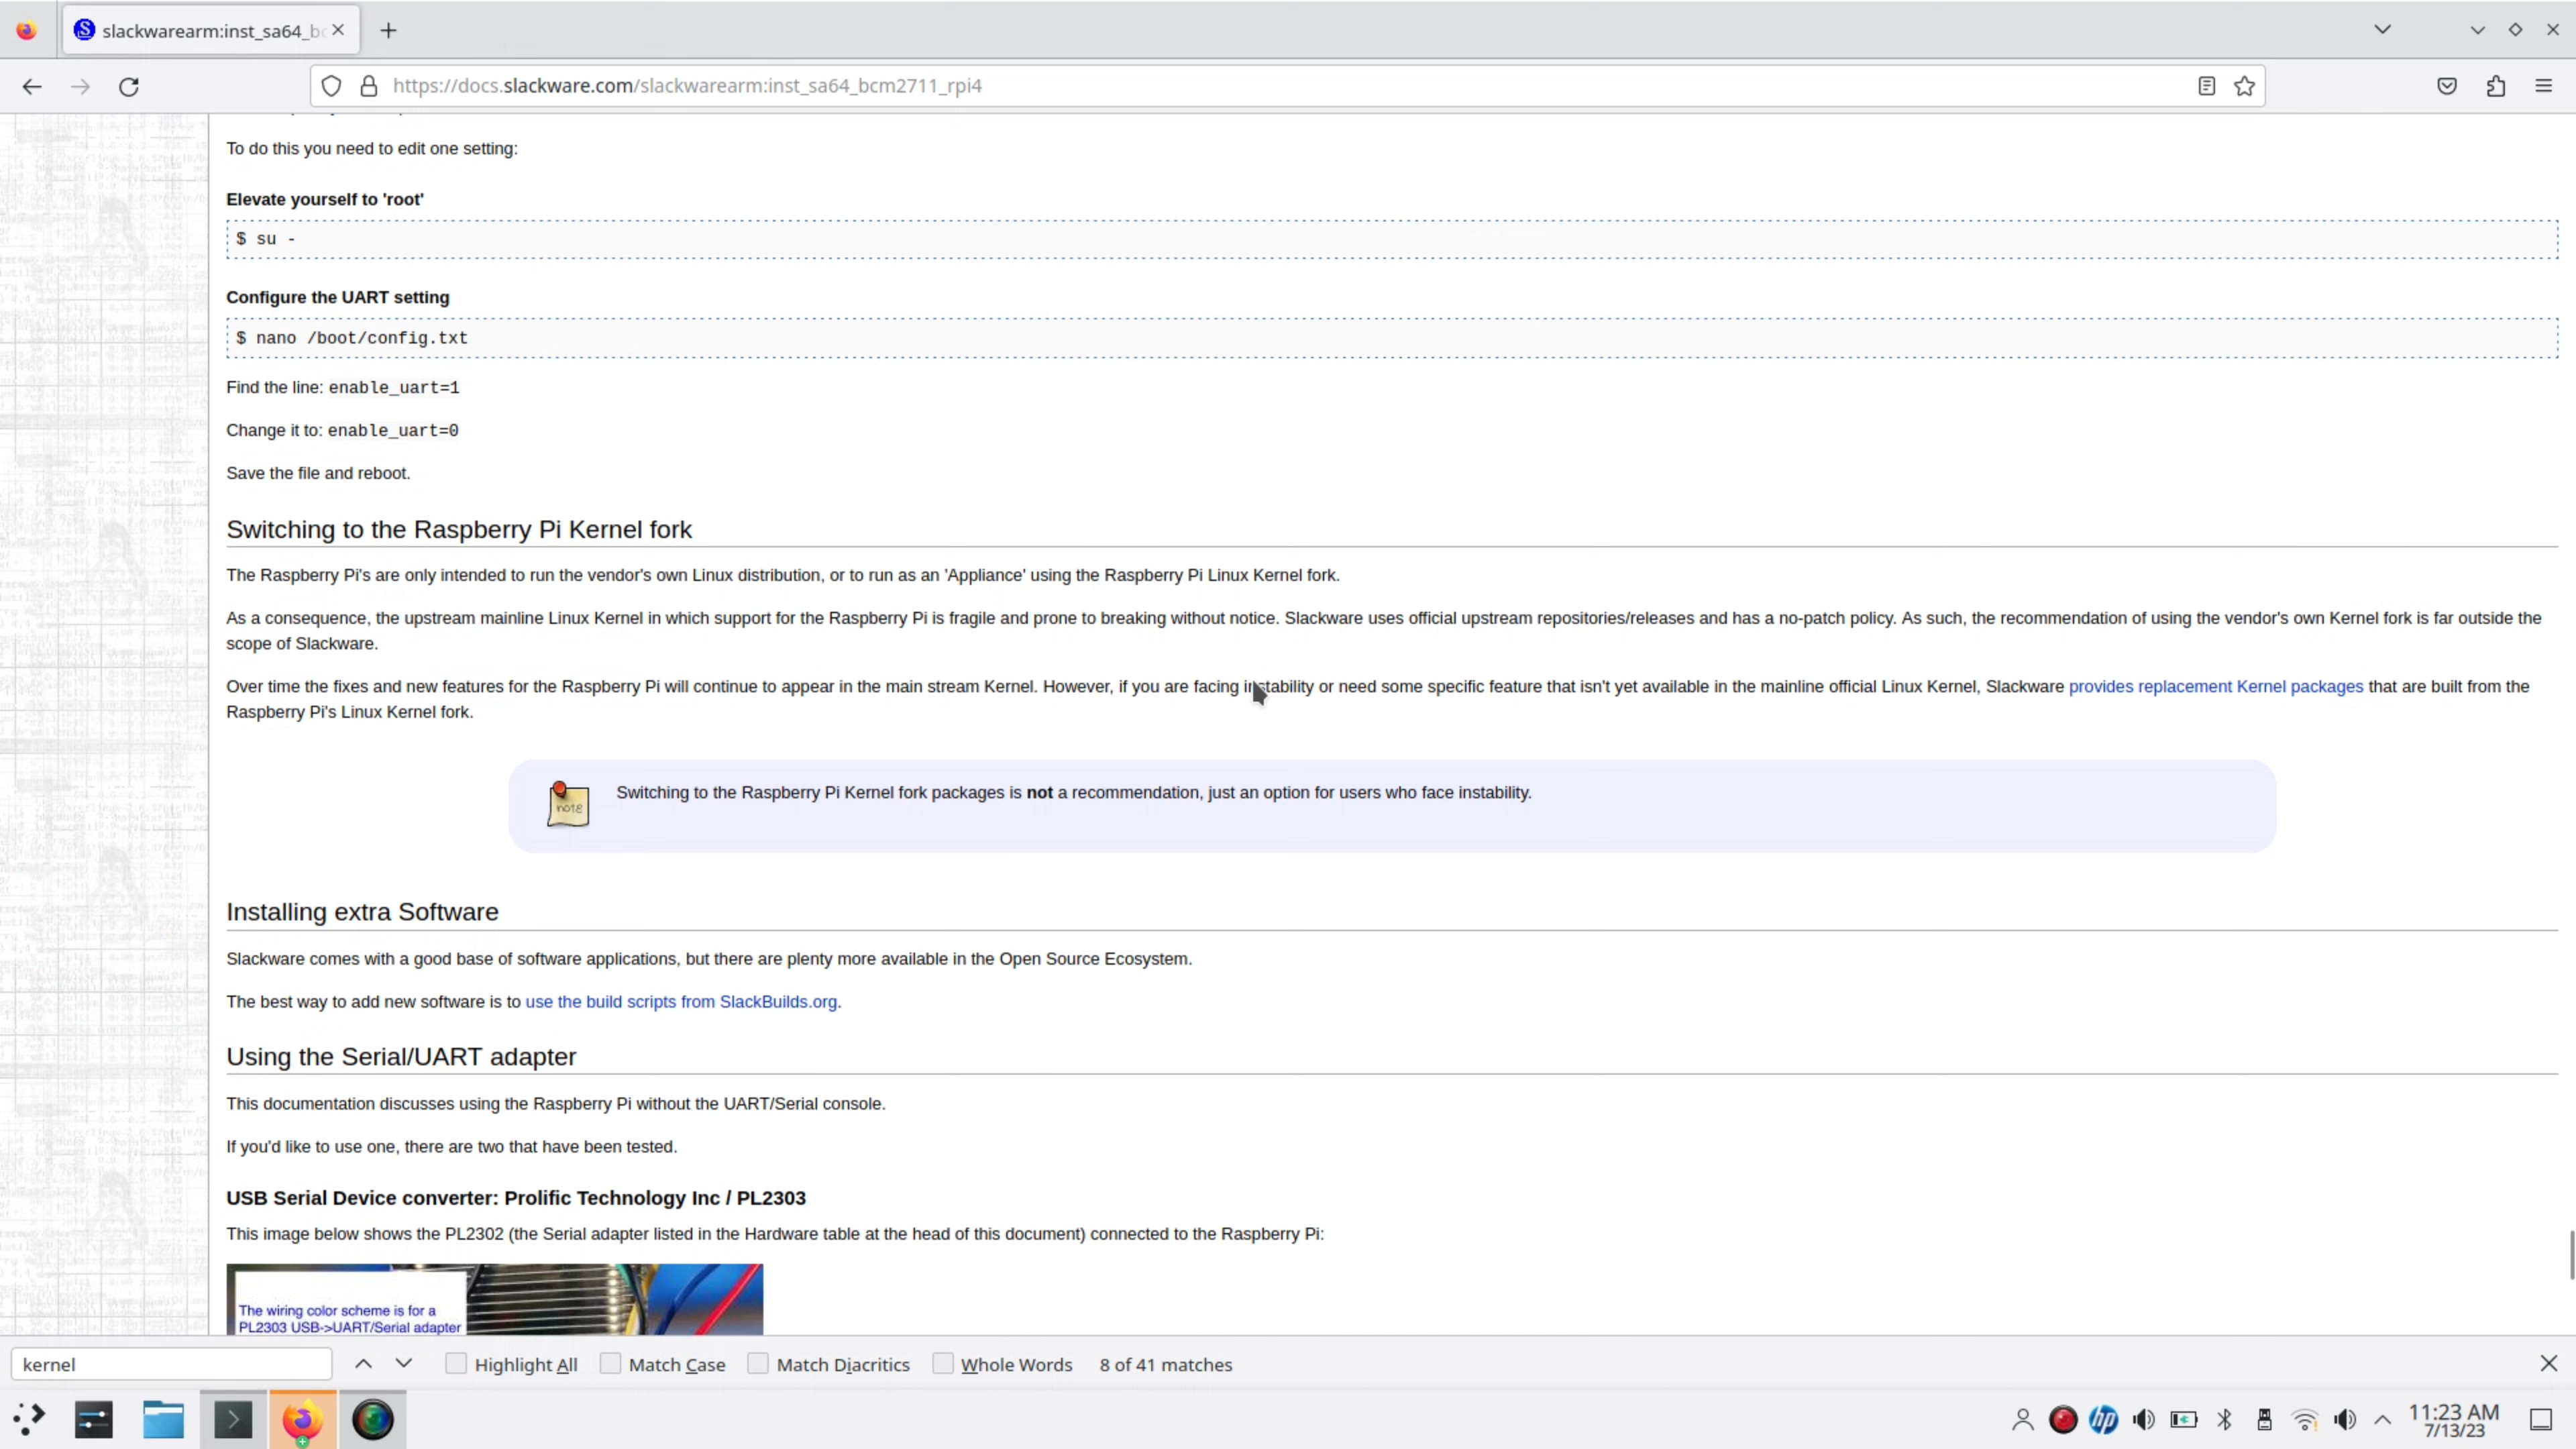 slackwarearm:inst_sa64_b
https://docs.slackware.com/slackwarearm:inst_sa64_bcm2711_rpi4
To do this you need to edit one setting:
Elevate yourself to 'root'
$ su -
Configure the UART setting
$ nano /boot/config.txt
Find the line: enable_uart=1
Change it to: enable_uart=0
Save the file and reboot.
Switching to the Raspberry Pi Kernel fork
The Raspberry Pi's are only intended to run the vendor's own Linux distribution, or to run as an 'Appliance' using the Raspberry Pi Linux Kernel fork.
As a consequence, the upstream mainline Linux Kernel in which support for the Raspberry Pi is fragile and prone to breaking without notice. Slackware uses official upstream repositories/releases and has a no-patch policy. As such, the recommendation of using the vendor's own Kernel fork is far outside the
scope of Slackware.
Over time the fixes and new features for the Raspberry Pi will continue to appear in the main stream Kernel. However, if you are facing instability or need some specific feature that isn't yet available in the mainline official Linux Kernel, Slackware provides replacement Kernel packages that are built from the
Raspberry Pi's Linux Kernel fork.
note
Switching to the Raspberry Pi Kernel fork packages is not a recommendation, just an option for users who face instability.
Installing extra Software
Slackware comes with a good base of software applications, but there are plenty more available in the Open Source Ecosystem.
The best way to add new software is to use the build scripts from SlackBuilds.org.
Using the Serial/UART adapter
This documentation discusses using the Raspberry Pi without the UART/Serial console.
If you'd like to use one, there are two that have been tested.
USB Serial Device converter: Prolific Technology Inc / PL2303
This image below shows the PL2302 (the Serial adapter listed in the Hardware table at the head of this document) connected to the Raspberry Pi:
The wiring color scheme is for a
PL2303 USB->UART/Serial adapter
kernel Highlight All Match Case Match Diacritics Whole Words 8 of 41 matches
hp 11:23 AM
7/13/23